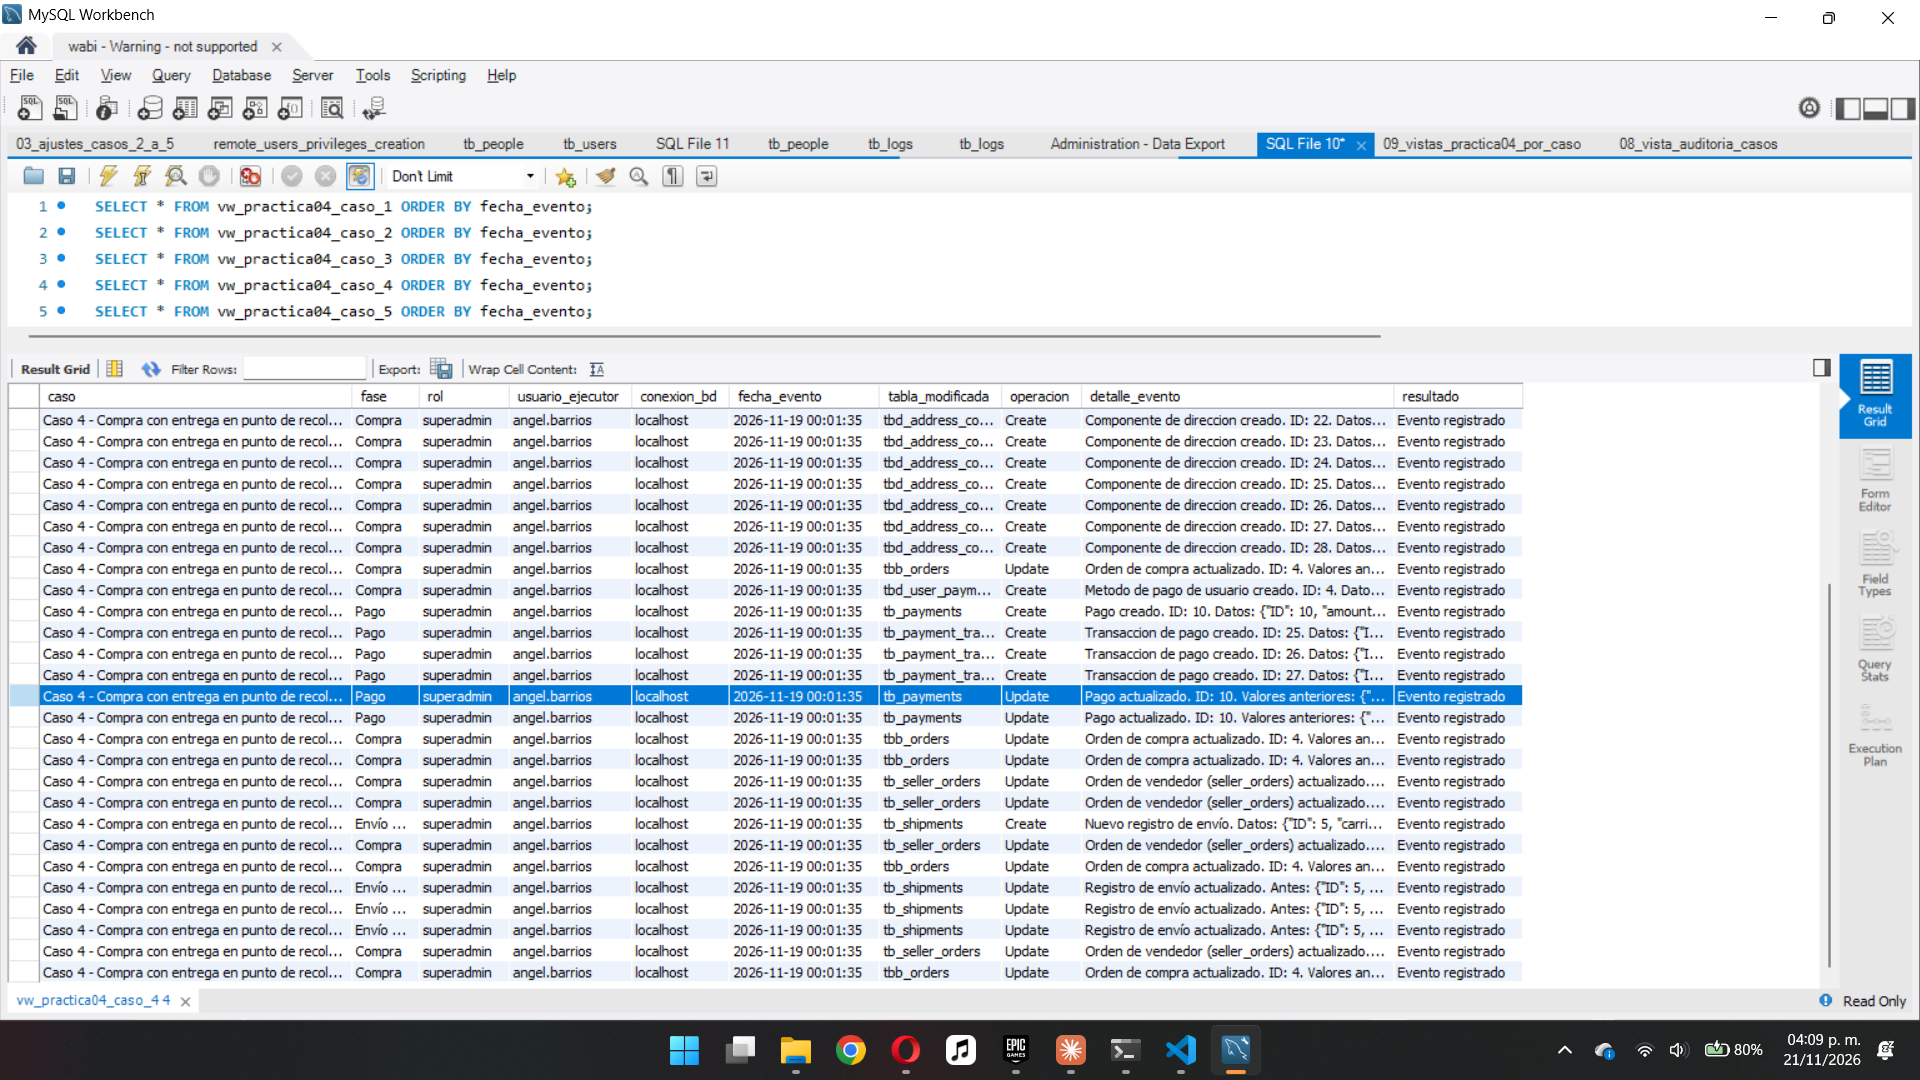 MySQL Workbench
wabi - Warning - not supported
File Edit View Query Database Server Tools Scripting Help
03_ajustes_casos_2_a_5 remote_users_privileges_creation tb_people tb_users SQL File 11 tb_people tb_logs tb_logs Administration - Data Export SQL File 10* 09_vistas_practica04_por_caso 08_vista_auditoria_casos
Don't Limit
1 SELECT * FROM vw_practica04_caso_1 ORDER BY fecha_evento;
2 SELECT * FROM vw_practica04_caso_2 ORDER BY fecha_evento;
3 SELECT * FROM vw_practica04_caso_3 ORDER BY fecha_evento;
4 SELECT * FROM vw_practica04_caso_4 ORDER BY fecha_evento;
5 SELECT * FROM vw_practica04_caso_5 ORDER BY fecha_evento;
Result Grid Filter Rows: Export: Wrap Cell Content:
caso fase rol usuario_ejecutor conexion_bd fecha_evento tabla_modificada operacion detalle_evento resultado
Caso 4 - Compra con entrega en punto de recol... Compra superadmin angel.barrios localhost 2026-11-19 00:01:35 tbd_address_co... Create Componente de direccion creado. ID: 22. Datos... Evento registrado
Caso 4 - Compra con entrega en punto de recol... Compra superadmin angel.barrios localhost 2026-11-19 00:01:35 tbd_address_co... Create Componente de direccion creado. ID: 23. Datos... Evento registrado
Caso 4 - Compra con entrega en punto de recol... Compra superadmin angel.barrios localhost 2026-11-19 00:01:35 tbd_address_co... Create Componente de direccion creado. ID: 24. Datos... Evento registrado
Caso 4 - Compra con entrega en punto de recol... Compra superadmin angel.barrios localhost 2026-11-19 00:01:35 tbd_address_co... Create Componente de direccion creado. ID: 25. Datos... Evento registrado
Caso 4 - Compra con entrega en punto de recol... Compra superadmin angel.barrios localhost 2026-11-19 00:01:35 tbd_address_co... Create Componente de direccion creado. ID: 26. Datos... Evento registrado
Caso 4 - Compra con entrega en punto de recol... Compra superadmin angel.barrios localhost 2026-11-19 00:01:35 tbd_address_co... Create Componente de direccion creado. ID: 27. Datos... Evento registrado
Caso 4 - Compra con entrega en punto de recol... Compra superadmin angel.barrios localhost 2026-11-19 00:01:35 tbd_address_co... Create Componente de direccion creado. ID: 28. Datos... Evento registrado
Caso 4 - Compra con entrega en punto de recol... Compra superadmin angel.barrios localhost 2026-11-19 00:01:35 tbb_orders Update Orden de compra actualizado. ID: 4. Valores an... Evento registrado
Caso 4 - Compra con entrega en punto de recol... Compra superadmin angel.barrios localhost 2026-11-19 00:01:35 tbd_user_paym... Create Metodo de pago de usuario creado. ID: 4. Dato... Evento registrado
Caso 4 - Compra con entrega en punto de recol... Pago superadmin angel.barrios localhost 2026-11-19 00:01:35 tb_payments Create Pago creado. ID: 10. Datos: {"ID": 10, "amount... Evento registrado
Caso 4 - Compra con entrega en punto de recol... Pago superadmin angel.barrios localhost 2026-11-19 00:01:35 tb_payment_tra... Create Transaccion de pago creado. ID: 25. Datos: {"I... Evento registrado
Caso 4 - Compra con entrega en punto de recol... Pago superadmin angel.barrios localhost 2026-11-19 00:01:35 tb_payment_tra... Create Transaccion de pago creado. ID: 26. Datos: {"I... Evento registrado
Caso 4 - Compra con entrega en punto de recol... Pago superadmin angel.barrios localhost 2026-11-19 00:01:35 tb_payment_tra... Create Transaccion de pago creado. ID: 27. Datos: {"I... Evento registrado
Caso 4 - Compra con entrega en punto de recol... Pago superadmin angel.barrios localhost 2026-11-19 00:01:35 tb_payments Update Pago actualizado. ID: 10. Valores anteriores: {"... Evento registrado
Caso 4 - Compra con entrega en punto de recol... Pago superadmin angel.barrios localhost 2026-11-19 00:01:35 tb_payments Update Pago actualizado. ID: 10. Valores anteriores: {"... Evento registrado
Caso 4 - Compra con entrega en punto de recol... Compra superadmin angel.barrios localhost 2026-11-19 00:01:35 tbb_orders Update Orden de compra actualizado. ID: 4. Valores an... Evento registrado
Caso 4 - Compra con entrega en punto de recol... Compra superadmin angel.barrios localhost 2026-11-19 00:01:35 tbb_orders Update Orden de compra actualizado. ID: 4. Valores an... Evento registrado
Caso 4 - Compra con entrega en punto de recol... Compra superadmin angel.barrios localhost 2026-11-19 00:01:35 tb_seller_orders Update Orden de vendedor (seller_orders) actualizado.... Evento registrado
Caso 4 - Compra con entrega en punto de recol... Compra superadmin angel.barrios localhost 2026-11-19 00:01:35 tb_seller_orders Update Orden de vendedor (seller_orders) actualizado.... Evento registrado
Caso 4 - Compra con entrega en punto de recol... Envío ... superadmin angel.barrios localhost 2026-11-19 00:01:35 tb_shipments Create Nuevo registro de envío. Datos: {"ID": 5, "carri... Evento registrado
Caso 4 - Compra con entrega en punto de recol... Compra superadmin angel.barrios localhost 2026-11-19 00:01:35 tb_seller_orders Update Orden de vendedor (seller_orders) actualizado.... Evento registrado
Caso 4 - Compra con entrega en punto de recol... Compra superadmin angel.barrios localhost 2026-11-19 00:01:35 tbb_orders Update Orden de compra actualizado. ID: 4. Valores an... Evento registrado
Caso 4 - Compra con entrega en punto de recol... Envío ... superadmin angel.barrios localhost 2026-11-19 00:01:35 tb_shipments Update Registro de envío actualizado. Antes: {"ID": 5, ... Evento registrado
Caso 4 - Compra con entrega en punto de recol... Envío ... superadmin angel.barrios localhost 2026-11-19 00:01:35 tb_shipments Update Registro de envío actualizado. Antes: {"ID": 5, ... Evento registrado
Caso 4 - Compra con entrega en punto de recol... Envío ... superadmin angel.barrios localhost 2026-11-19 00:01:35 tb_shipments Update Registro de envío actualizado. Antes: {"ID": 5, ... Evento registrado
Caso 4 - Compra con entrega en punto de recol... Compra superadmin angel.barrios localhost 2026-11-19 00:01:35 tb_seller_orders Update Orden de vendedor (seller_orders) actualizado.... Evento registrado
Caso 4 - Compra con entrega en punto de recol... Compra superadmin angel.barrios localhost 2026-11-19 00:01:35 tbb_orders Update Orden de compra actualizado. ID: 4. Valores an... Evento registrado
Result
Grid
Form
Editor
Field
Types
Query
Stats
Execution
Plan
vw_practica04_caso_4 4
Read Only
EPIC
GAMES
80%
04:09 p. m.
21/11/2026